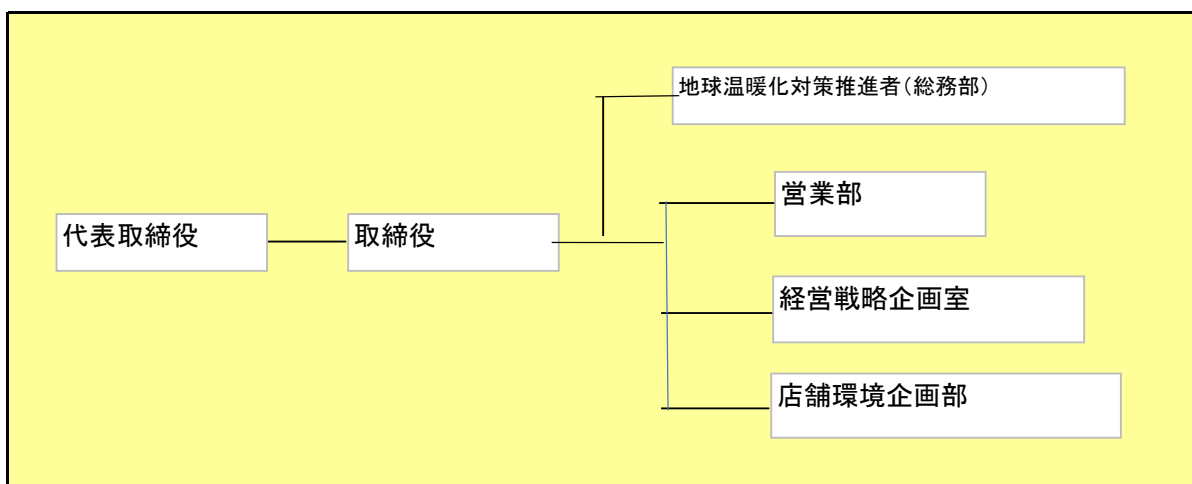 地球温暖化対策推進者（総務部）
営業部
代表取締役
取締役
経営戦略企画室
店舗環境企画部